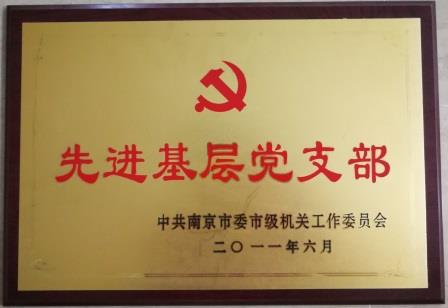 先进基层党支部
中共南京市委市级机关工作委员会
二〇一一年六月